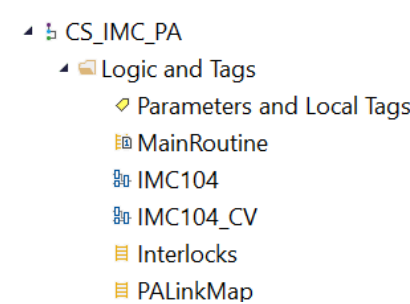 CS_IMC_PA
Logic and Tags
Parameters and Local Tags
MainRoutine
IMC104
IMC104_CV
Interlocks
PALinkMap